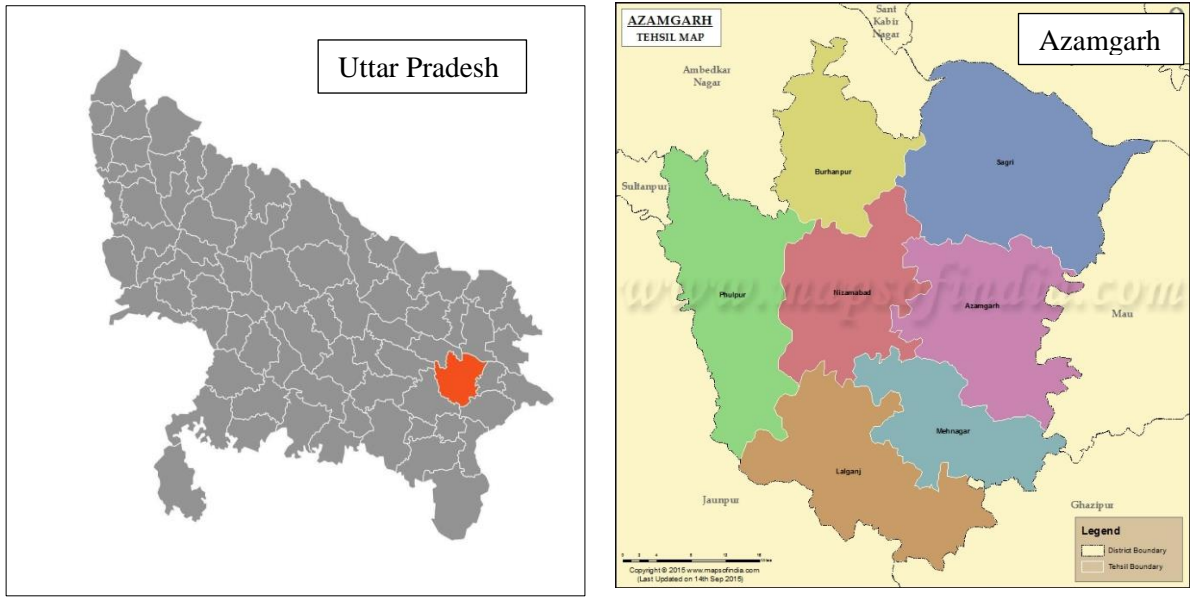 Uttar Pradesh
AZAMGARH
TEHSIL MAP
Sant
Kabir
Nagar
Azamgarh
Ambedkar
Nagar
Sultanpur
Burhanpur
Sagri
Phulpur
Nizamabad
Azamgarh
www.mapsofindia.com
Mau
Mehnagar
Lalganj
Jaunpur
Ghazipur
Legend
District Boundary
Tehsil Boundary
Copyright © 2015 www.mapsofindia.com
(Last Updated on 14th Sep 2015)